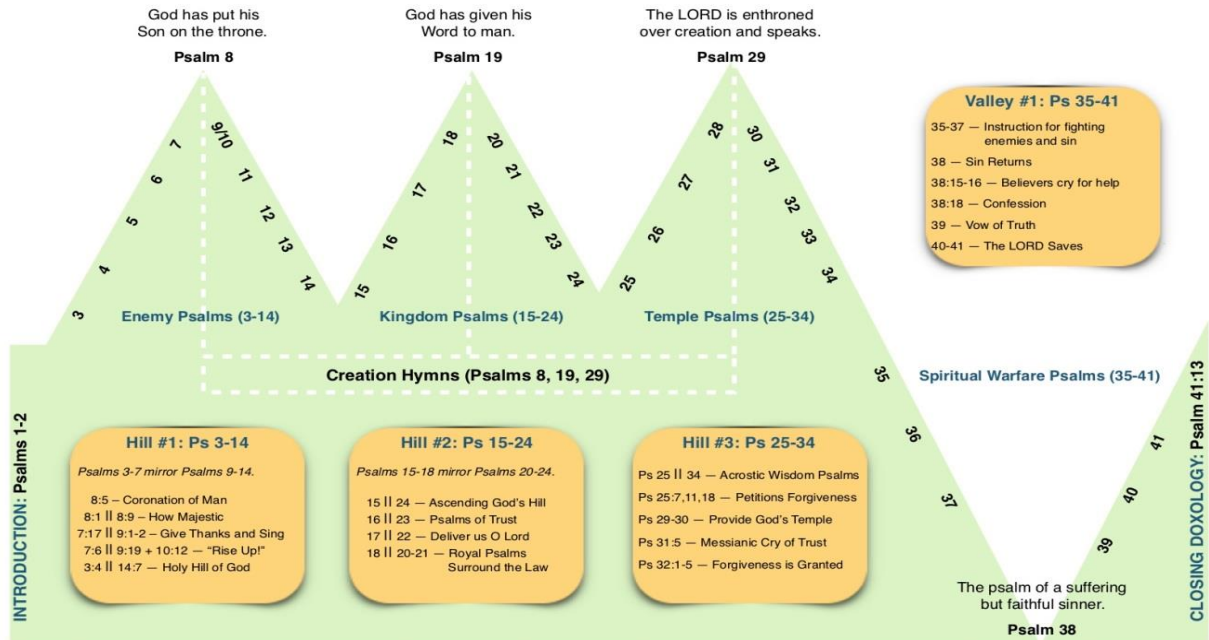 God has put his
Son on the throne.
Psalm 8
God has given his
Word to man.
Psalm 19
The LORD is enthroned
over creation and speaks.
Psalm 29
3
4
5
6
7
9/10
11
12
13
14
15
16
17
18
20
21
22
23
24
25
26
27
28
30
31
32
33
34
35
36
37
39
40
41
Enemy Psalms (3-14)
Kingdom Psalms (15-24)
Temple Psalms (25-34)
Creation Hymns (Psalms 8, 19, 29)
Spiritual Warfare Psalms (35-41)
Valley #1: Ps 35-41
35-37 — Instruction for fighting
enemies and sin
38 — Sin Returns
38:15-16 — Believers cry for help
38:18 — Confession
39 — Vow of Truth
40-41 — The LORD Saves
INTRODUCTION: Psalms 1-2
Hill #1: Ps 3-14
Psalms 3-7 mirror Psalms 9-14.
8:5 – Coronation of Man
8:1 || 8:9 – How Majestic
7:17 || 9:1-2 – Give Thanks and Sing
7:6 || 9:19 + 10:12 — “Rise Up!”
3:4 || 14:7 – Holy Hill of God
Hill #2: Ps 15-24
Psalms 15-18 mirror Psalms 20-24.
15 || 24 — Ascending God’s Hill
16 || 23 — Psalms of Trust
17 || 22 — Deliver us O Lord
18 || 20-21 — Royal Psalms
Surround the Law
Hill #3: Ps 25-34
Ps 25 || 34 — Acrostic Wisdom Psalms
Ps 25:7,11,18 — Petitions Forgiveness
Ps 29-30 — Provide God’s Temple
Ps 31:5 — Messianic Cry of Trust
Ps 32:1-5 — Forgiveness is Granted
The psalm of a suffering
but faithful sinner.
Psalm 38
CLOSING DOXOLOGY: Psalm 41:13